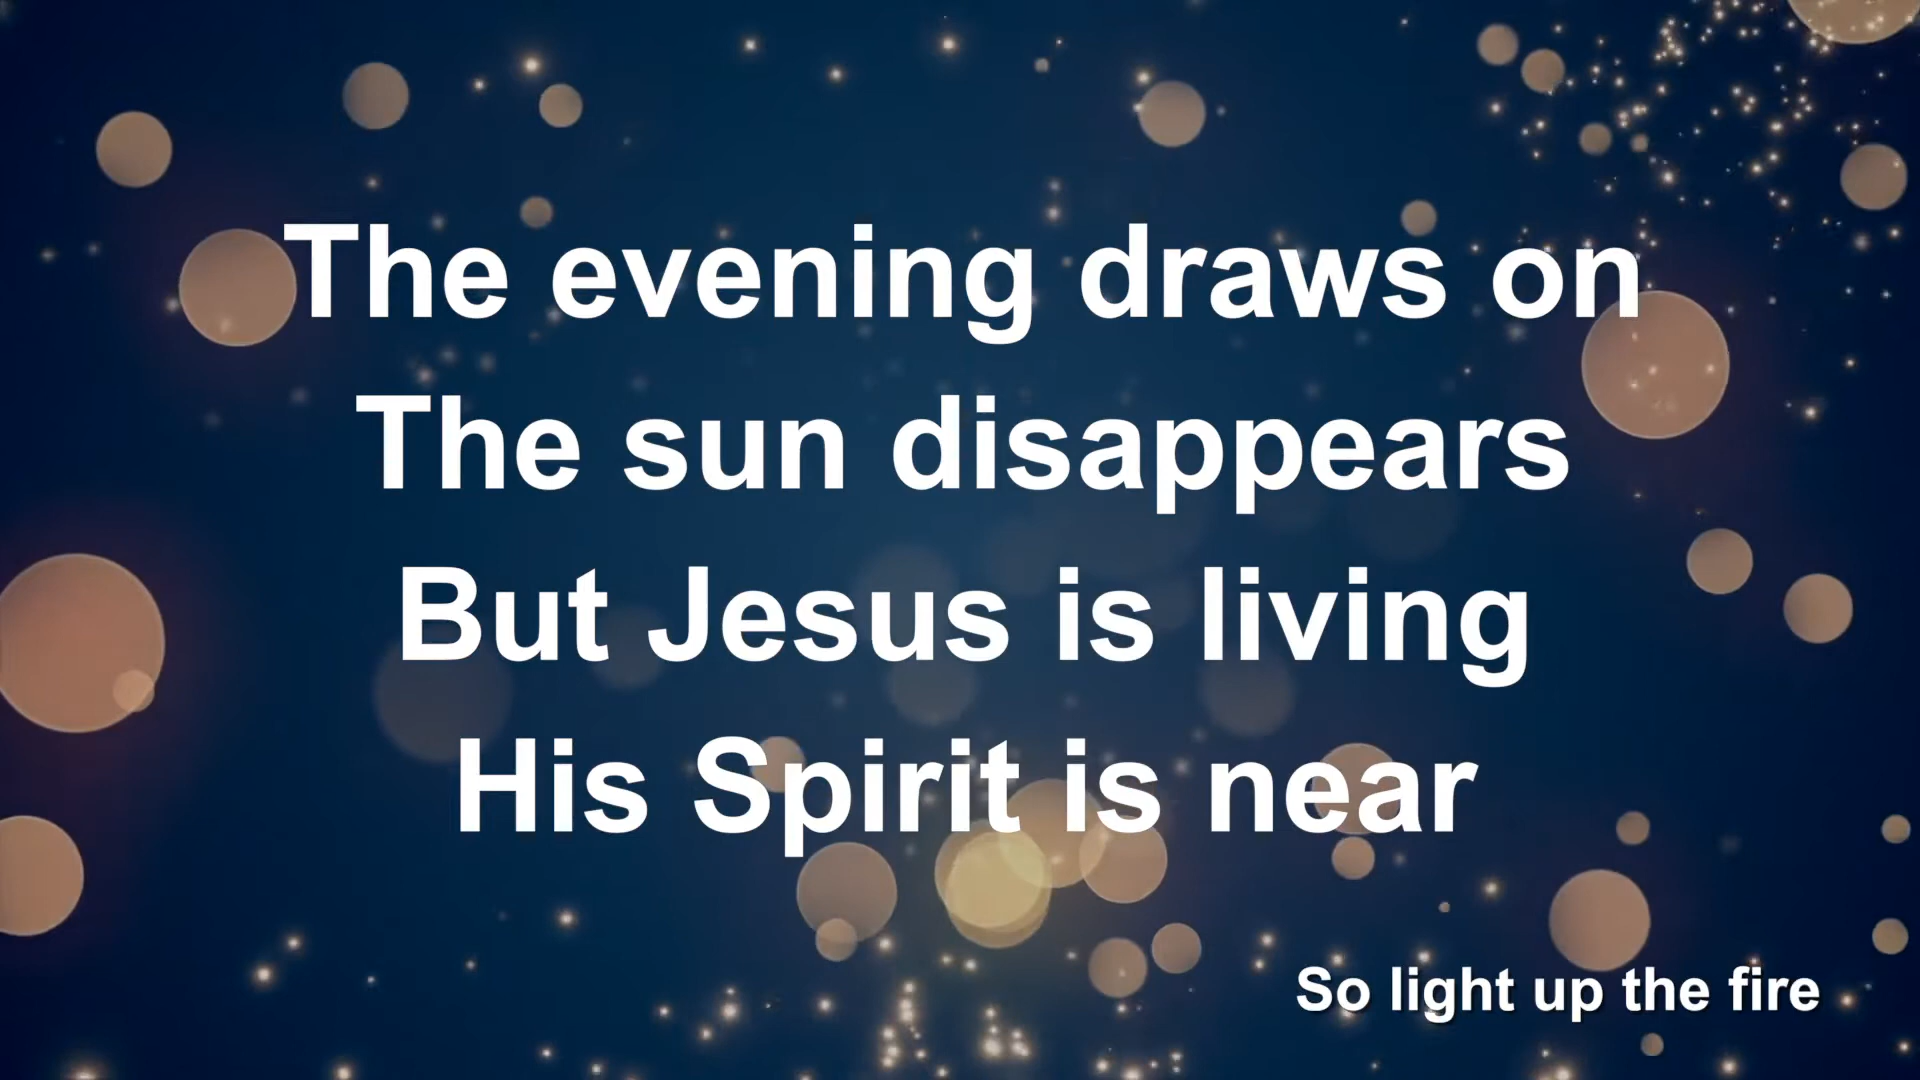 The evening draws on
The sun disappears
But Jesus is living
His Spirit is near
So light up the fire